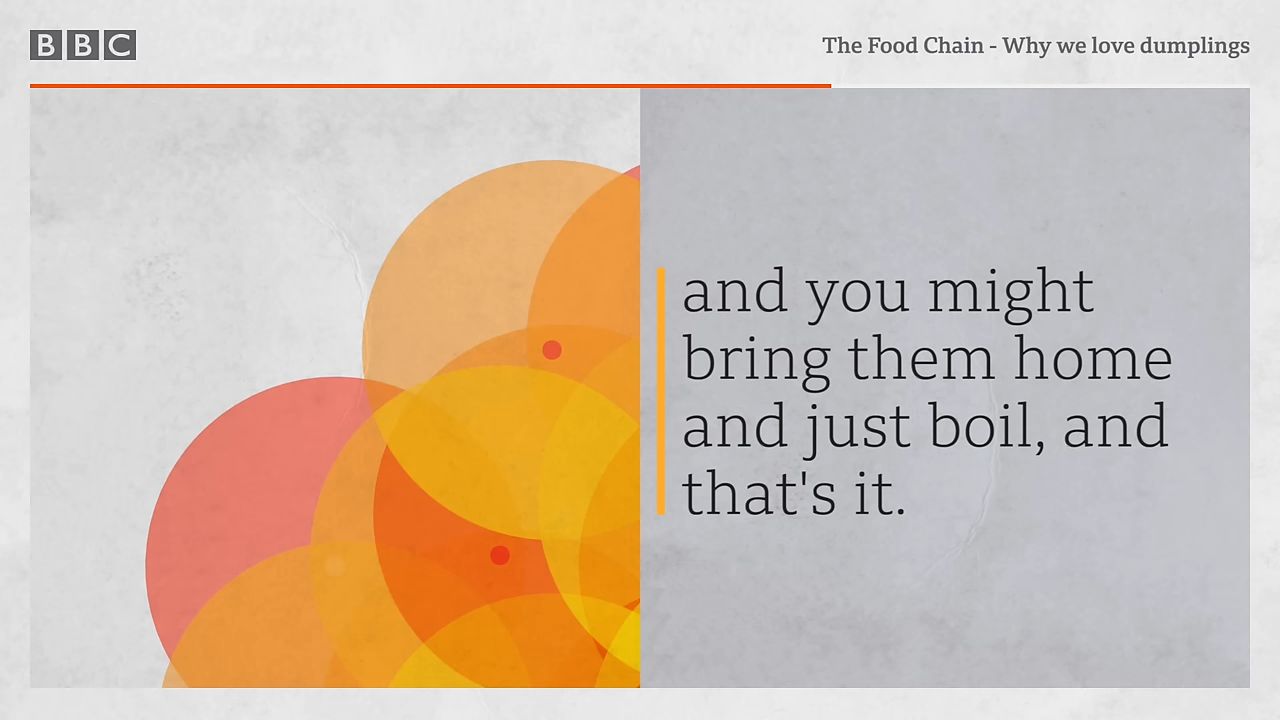 BBC
The Food Chain - Why we love dumplings
and you might
bring them home
and just boil, and
that's it.